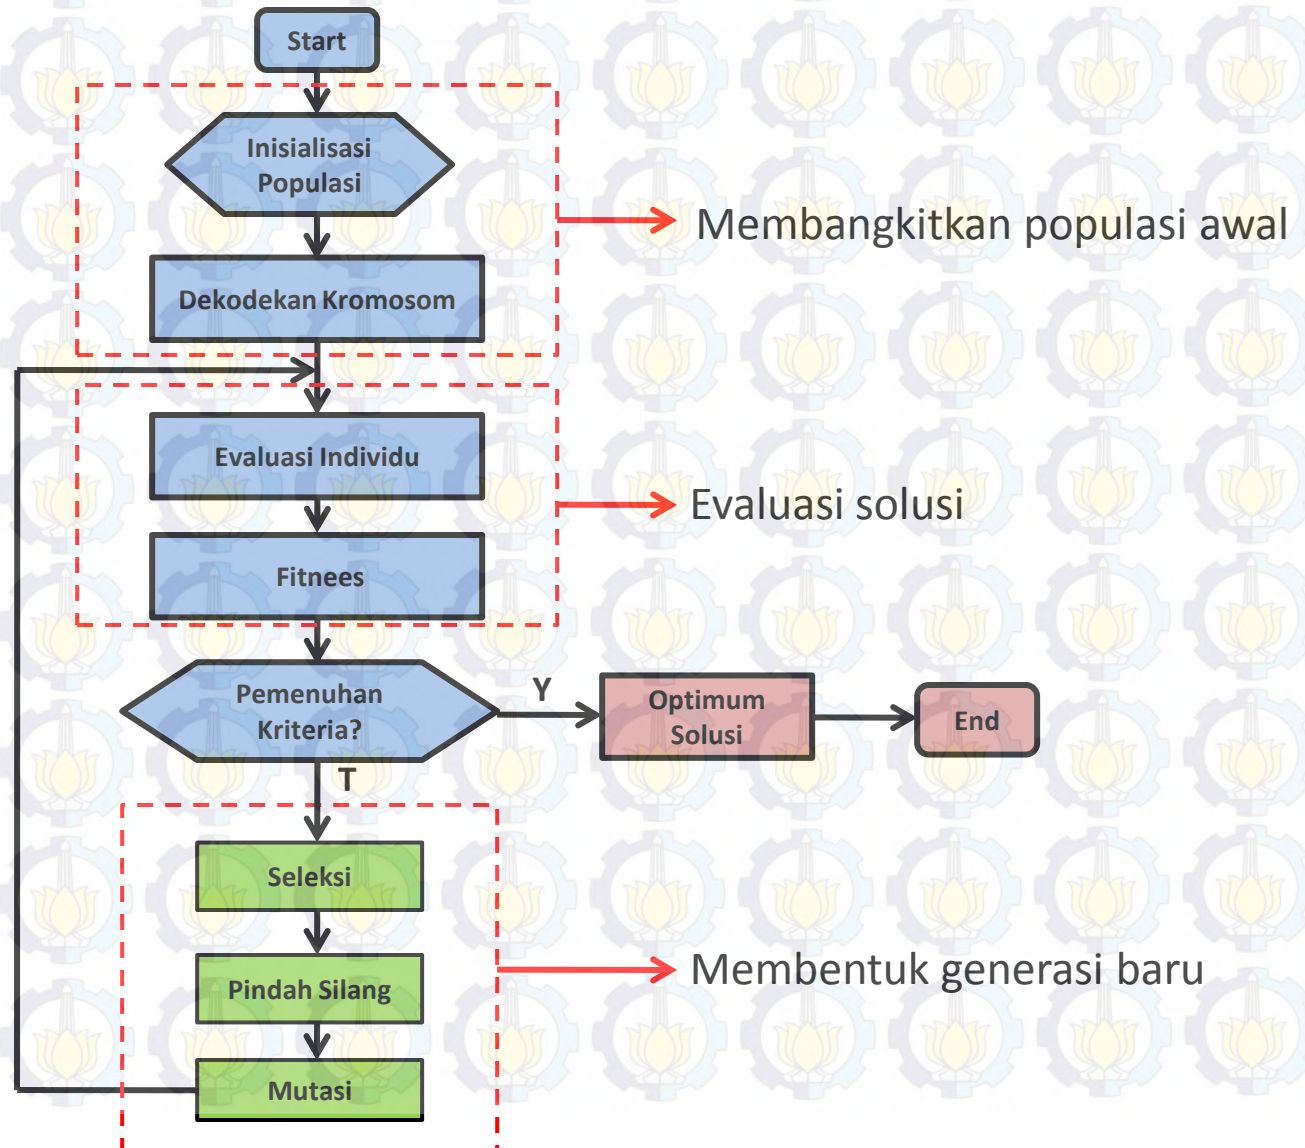 Start
Inisialisasi
Populasi
Membangkitkan populasi awal
Dekodekan Kromosom
Evaluasi Individu
Evaluasi solusi
Fitnees
Pemenuhan
Kriteria?
Y
Optimum
Solusi
End
T
Seleksi
Pindah Silang
Membentuk generasi baru
Mutasi